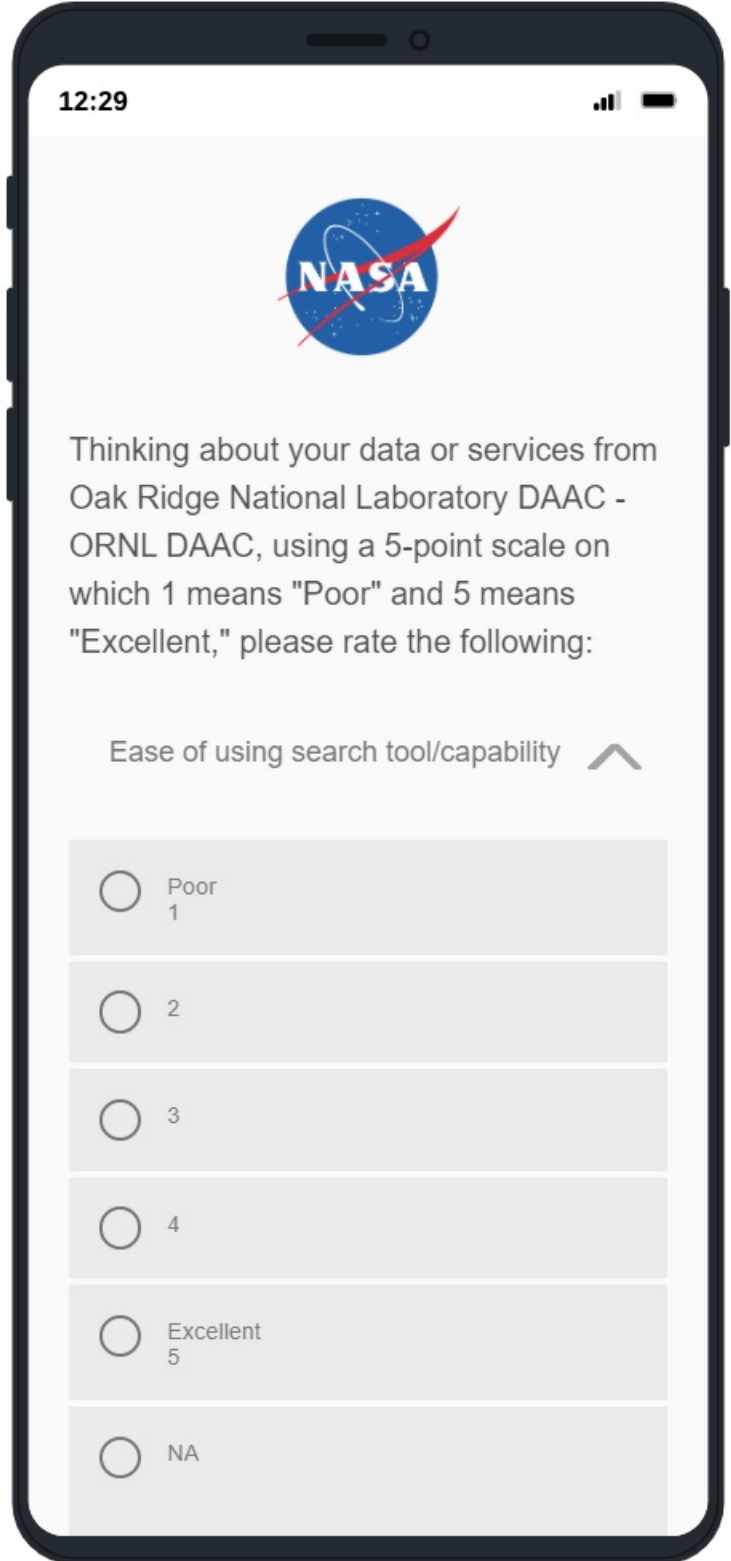 12:29
NASA
Thinking about your data or services from
Oak Ridge National Laboratory DAAC -
ORNL DAAC, using a 5-point scale on
which 1 means "Poor" and 5 means
"Excellent," please rate the following:
Ease of using search tool/capability
Poor
1
2
3
4
Excellent
5
NA